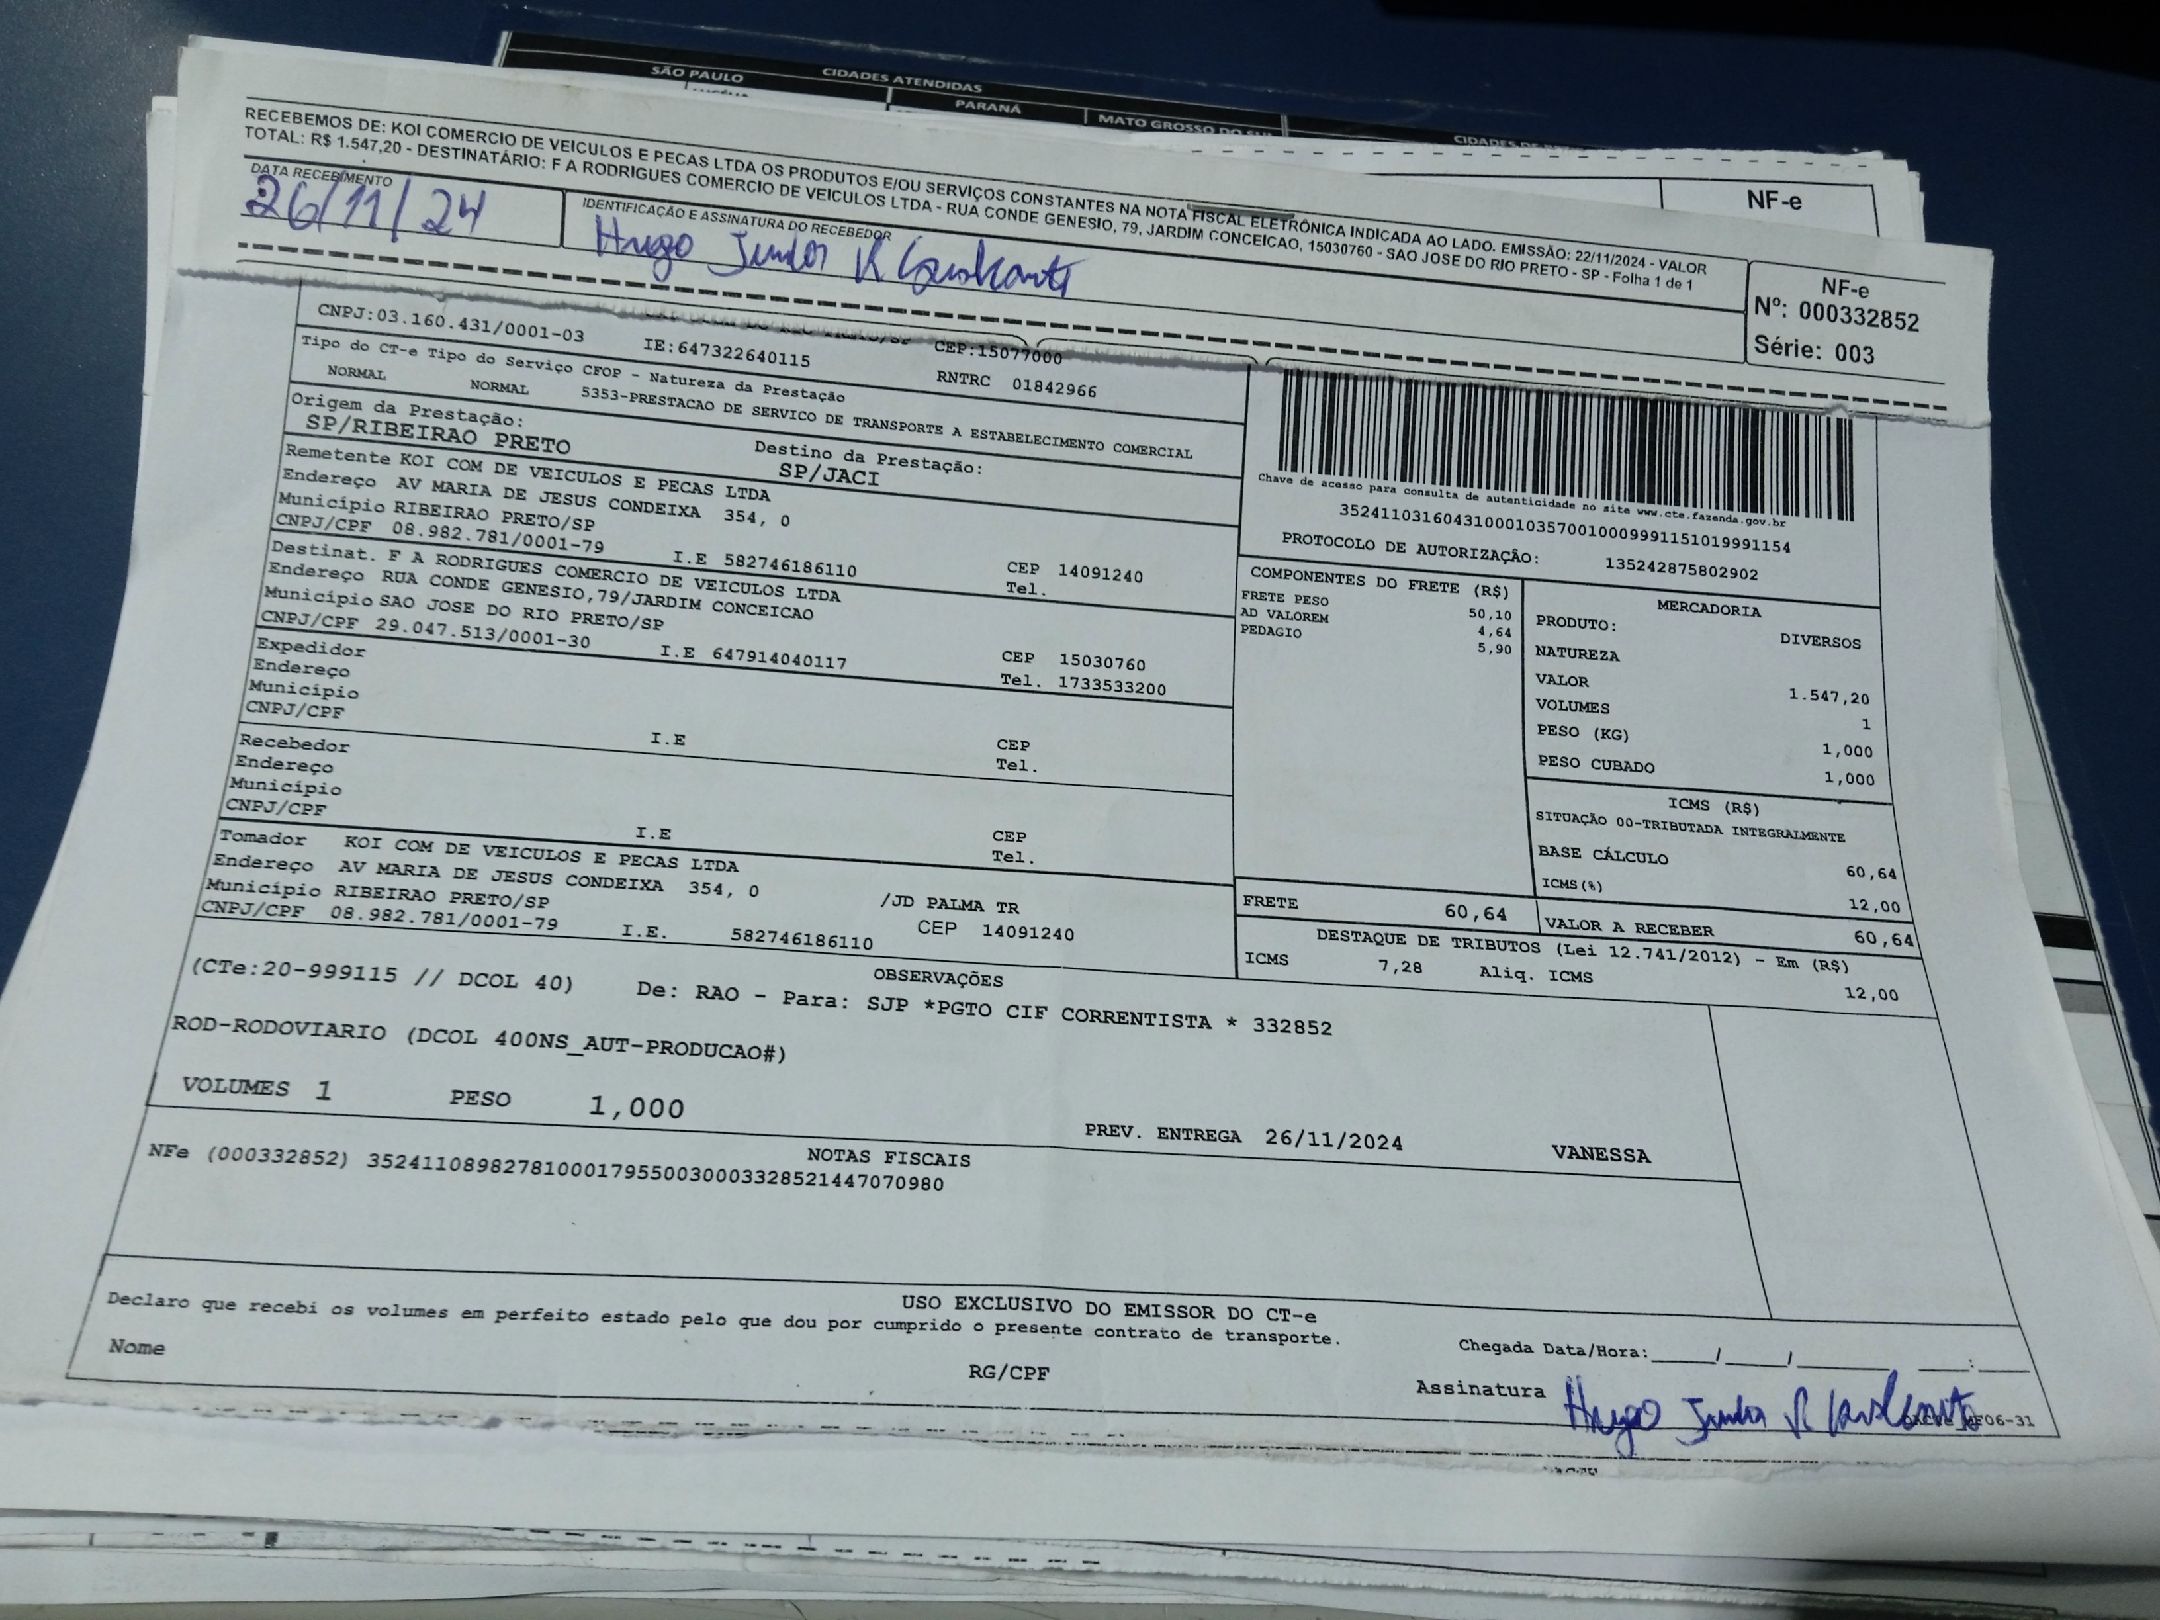 SÃO PAULO
CIDADES ATENDIDAS
PARANÁ
MATO GROSSO DO SUL
NF-e
RECEBEMOS DE: KOI COMERCIO DE VEICULOS E PECAS LTDA OS PRODUTOS E/OU SERVIÇOS CONSTANTES NA NOTA FISCAL ELETRÔNICA INDICADA AO LADO. EMISSÃO: 22/11/2024 - VALOR
TOTAL: R$ 1.547,20 - DESTINATÁRIO: F A RODRIGUES COMERCIO DE VEICULOS LTDA - RUA CONDE GENESIO, 79, JARDIM CONCEICAO, 15030760 - SAO JOSE DO RIO PRETO - SP - Folha 1 de 1
DATA RECEBIMENTO
26/11/24
IDENTIFICAÇÃO E ASSINATURA DO RECEBEDOR
Hugo Junior R Cavalcante
NF-e
Nº: 000332852
Série: 003
CEP:15077000
CNPJ:03.160.431/0001-03 IE:647322640115 RNTRC 01842966
Tipo do CT-e Tipo do Serviço CFOP - Natureza da Prestação
NORMAL NORMAL 5353-PRESTACAO DE SERVICO DE TRANSPORTE A ESTABELECIMENTO COMERCIAL
Origem da Prestação: Destino da Prestação:
SP/RIBEIRAO PRETO SP/JACI
Remetente KOI COM DE VEICULOS E PECAS LTDA
Endereço AV MARIA DE JESUS CONDEIXA 354, 0
Município RIBEIRAO PRETO/SP CEP 14091240
CNPJ/CPF 08.982.781/0001-79 I.E 582746186110 Tel.
Destinat. F A RODRIGUES COMERCIO DE VEICULOS LTDA
Endereço RUA CONDE GENESIO,79/JARDIM CONCEICAO
Município SAO JOSE DO RIO PRETO/SP CEP 15030760
CNPJ/CPF 29.047.513/0001-30 I.E 647914040117 Tel. 1733533200
Expedidor
Endereço
Município CEP
CNPJ/CPF I.E Tel.
Recebedor
Endereço
Município CEP
CNPJ/CPF I.E Tel.
Tomador KOI COM DE VEICULOS E PECAS LTDA
Endereço AV MARIA DE JESUS CONDEIXA 354, 0 /JD PALMA TR
Município RIBEIRAO PRETO/SP CEP 14091240
CNPJ/CPF 08.982.781/0001-79 I.E. 582746186110
Chave de acesso para consulta de autenticidade no site www.cte.fazenda.gov.br
35241103160431000103570010009991151019991154
PROTOCOLO DE AUTORIZAÇÃO: 135242875802902
COMPONENTES DO FRETE (R$)
FRETE PESO 50,10
AD VALOREM 4,64
PEDAGIO 5,90
MERCADORIA
PRODUTO: DIVERSOS
NATUREZA
VALOR 1.547,20
VOLUMES 1
PESO (KG) 1,000
PESO CUBADO 1,000
ICMS (R$)
SITUAÇÃO 00-TRIBUTADA INTEGRALMENTE
BASE CÁLCULO 60,64
ICMS(%) 12,00
FRETE 60,64 VALOR A RECEBER 60,64
DESTAQUE DE TRIBUTOS (Lei 12.741/2012) - Em (R$)
ICMS 7,28 Aliq. ICMS 12,00
OBSERVAÇÕES
(CTe:20-999115 // DCOL 40) De: RAO - Para: SJP *PGTO CIF CORRENTISTA * 332852
ROD-RODOVIARIO (DCOL 400NS_AUT-PRODUCAO#)
VOLUMES 1 PESO 1,000 PREV. ENTREGA 26/11/2024 VANESSA
NOTAS FISCAIS
NFe (000332852) 35241108982781000179550030003328521447070980
USO EXCLUSIVO DO EMISSOR DO CT-e
Declaro que recebi os volumes em perfeito estado pelo que dou por cumprido o presente contrato de transporte.
Chegada Data/Hora:_____/____/______ ____:____
Nome RG/CPF Assinatura Hugo Junior R Cavalcante
MF06-31